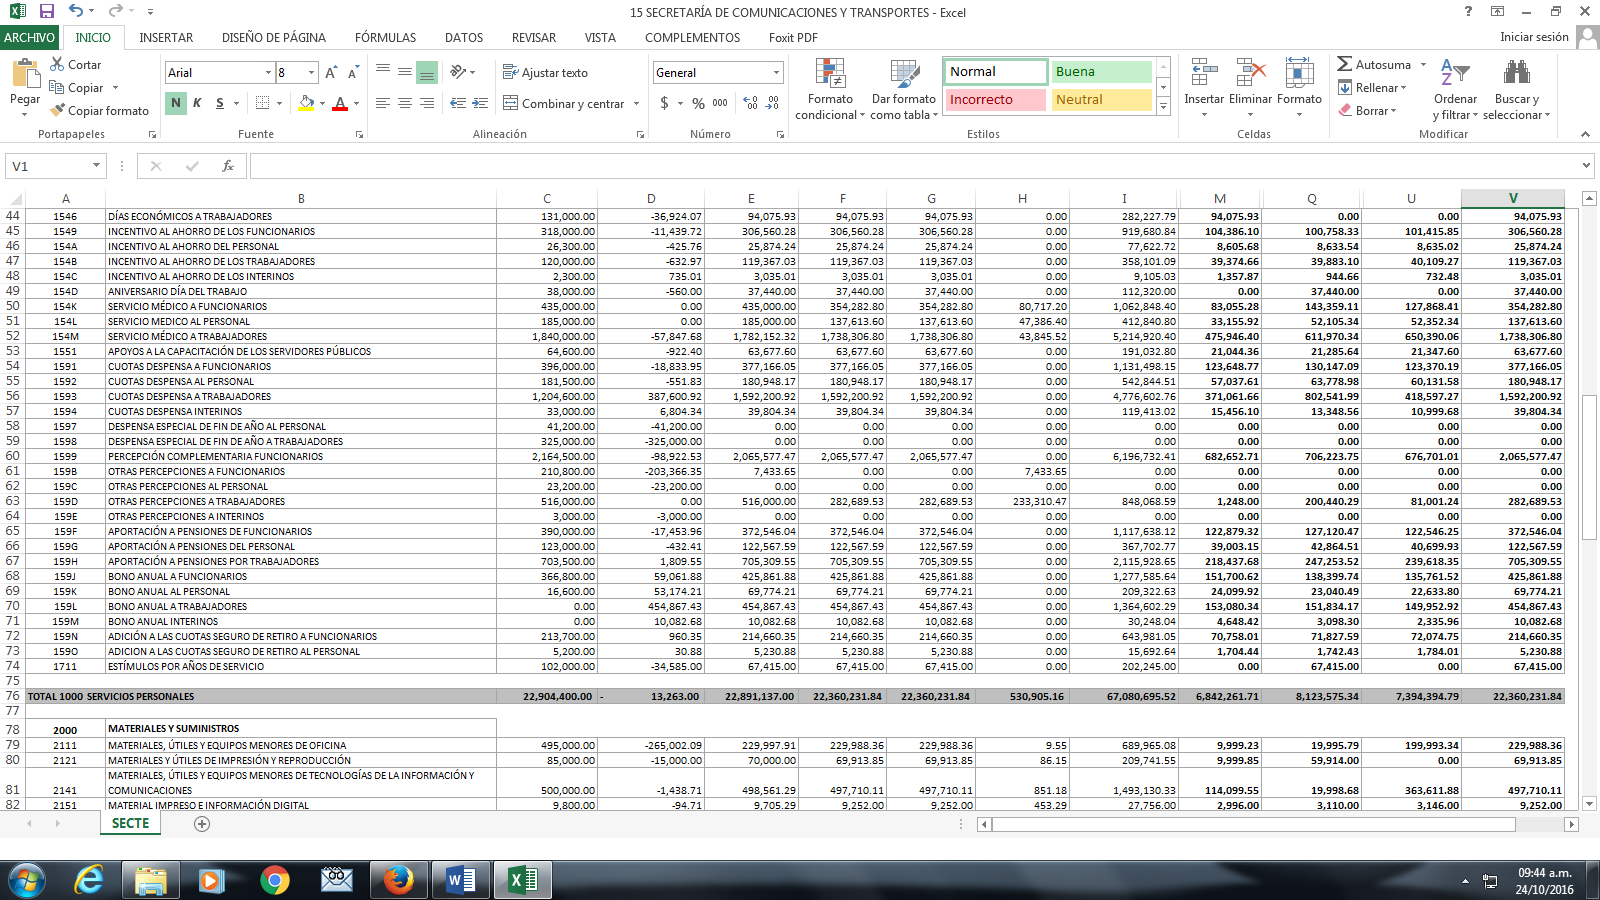 15 SECRETARÍA DE COMUNICACIONES Y TRANSPORTES - Excel ?
ARCHIVO INICIO INSERTAR DISEÑO DE PÁGINA FÓRMULAS DATOS REVISAR VISTA COMPLEMENTOS Foxit PDF Iniciar sesión
Pegar Cortar Copiar Copiar formato
Arial 8
N K S
Ajustar texto
Combinar y centrar
General
$ % 000
Formato condicional Dar formato como tabla
Normal Buena
Incorrecto Neutral
Insertar Eliminar Formato
Autosuma Rellenar Borrar
Ordenar y filtrar Buscar y seleccionar
Portapapeles Fuente Alineación Número Estilos Celdas Modificar
V1 fx
A B C D E F G H I M Q U V
44 1546 DÍAS ECONÓMICOS A TRABAJADORES 131,000.00 -36,924.07 94,075.93 94,075.93 94,075.93 0.00 282,227.79 94,075.93 0.00 0.00 94,075.93
45 1549 INCENTIVO AL AHORRO DE LOS FUNCIONARIOS 318,000.00 -11,439.72 306,560.28 306,560.28 306,560.28 0.00 919,680.84 104,386.10 100,758.33 101,415.85 306,560.28
46 154A INCENTIVO AL AHORRO DEL PERSONAL 26,300.00 -425.76 25,874.24 25,874.24 25,874.24 0.00 77,622.72 8,605.68 8,633.54 8,635.02 25,874.24
47 154B INCENTIVO AL AHORRO DE LOS TRABAJADORES 120,000.00 -632.97 119,367.03 119,367.03 119,367.03 0.00 358,101.09 39,374.66 39,883.10 40,109.27 119,367.03
48 154C INCENTIVO AL AHORRO DE LOS INTERINOS 2,300.00 735.01 3,035.01 3,035.01 3,035.01 0.00 9,105.03 1,357.87 944.66 732.48 3,035.01
49 154D ANIVERSARIO DÍA DEL TRABAJO 38,000.00 -560.00 37,440.00 37,440.00 37,440.00 0.00 112,320.00 0.00 37,440.00 0.00 37,440.00
50 154K SERVICIO MÉDICO A FUNCIONARIOS 435,000.00 0.00 435,000.00 354,282.80 354,282.80 80,717.20 1,062,848.40 83,055.28 143,359.11 127,868.41 354,282.80
51 154L SERVICIO MEDICO AL PERSONAL 185,000.00 0.00 185,000.00 137,613.60 137,613.60 47,386.40 412,840.80 33,155.92 52,105.34 52,352.34 137,613.60
52 154M SERVICIO MÉDICO A TRABAJADORES 1,840,000.00 -57,847.68 1,782,152.32 1,738,306.80 1,738,306.80 43,845.52 5,214,920.40 475,946.40 611,970.34 650,390.06 1,738,306.80
53 1551 APOYOS A LA CAPACITACIÓN DE LOS SERVIDORES PÚBLICOS 64,600.00 -922.40 63,677.60 63,677.60 63,677.60 0.00 191,032.80 21,044.36 21,285.64 21,347.60 63,677.60
54 1591 CUOTAS DESPENSA A FUNCIONARIOS 396,000.00 -18,833.95 377,166.05 377,166.05 377,166.05 0.00 1,131,498.15 123,648.77 130,147.09 123,370.19 377,166.05
55 1592 CUOTAS DESPENSA AL PERSONAL 181,500.00 -551.83 180,948.17 180,948.17 180,948.17 0.00 542,844.51 57,037.61 63,778.98 60,131.58 180,948.17
56 1593 CUOTAS DESPENSA A TRABAJADORES 1,204,600.00 387,600.92 1,592,200.92 1,592,200.92 1,592,200.92 0.00 4,776,602.76 371,061.66 802,541.99 418,597.27 1,592,200.92
57 1594 CUOTAS DESPENSA INTERINOS 33,000.00 6,804.34 39,804.34 39,804.34 39,804.34 0.00 119,413.02 15,456.10 13,348.56 10,999.68 39,804.34
58 1597 DESPENSA ESPECIAL DE FIN DE AÑO AL PERSONAL 41,200.00 -41,200.00 0.00 0.00 0.00 0.00 0.00 0.00 0.00 0.00 0.00
59 1598 DESPENSA ESPECIAL DE FIN DE AÑO A TRABAJADORES 325,000.00 -325,000.00 0.00 0.00 0.00 0.00 0.00 0.00 0.00 0.00 0.00
60 1599 PERCEPCIÓN COMPLEMENTARIA FUNCIONARIOS 2,164,500.00 -98,922.53 2,065,577.47 2,065,577.47 2,065,577.47 0.00 6,196,732.41 682,652.71 706,223.75 676,701.01 2,065,577.47
61 159B OTRAS PERCEPCIONES A FUNCIONARIOS 210,800.00 -203,366.35 7,433.65 0.00 0.00 7,433.65 0.00 0.00 0.00 0.00 0.00
62 159C OTRAS PERCEPCIONES AL PERSONAL 23,200.00 -23,200.00 0.00 0.00 0.00 0.00 0.00 0.00 0.00 0.00 0.00
63 159D OTRAS PERCEPCIONES A TRABAJADORES 516,000.00 0.00 516,000.00 282,689.53 282,689.53 233,310.47 848,068.59 1,248.00 200,440.29 81,001.24 282,689.53
64 159E OTRAS PERCEPCIONES A INTERINOS 3,000.00 -3,000.00 0.00 0.00 0.00 0.00 0.00 0.00 0.00 0.00 0.00
65 159F APORTACIÓN A PENSIONES DE FUNCIONARIOS 390,000.00 -17,453.96 372,546.04 372,546.04 372,546.04 0.00 1,117,638.12 122,879.32 127,120.47 122,546.25 372,546.04
66 159G APORTACIÓN A PENSIONES DEL PERSONAL 123,000.00 -432.41 122,567.59 122,567.59 122,567.59 0.00 367,702.77 39,003.15 42,864.51 40,699.93 122,567.59
67 159H APORTACIÓN A PENSIONES POR TRABAJADORES 703,500.00 1,809.55 705,309.55 705,309.55 705,309.55 0.00 2,115,928.65 218,437.68 247,253.52 239,618.35 705,309.55
68 159J BONO ANUAL A FUNCIONARIOS 366,800.00 59,061.88 425,861.88 425,861.88 425,861.88 0.00 1,277,585.64 151,700.62 138,399.74 135,761.52 425,861.88
69 159K BONO ANUAL AL PERSONAL 16,600.00 53,174.21 69,774.21 69,774.21 69,774.21 0.00 209,322.63 24,099.92 23,040.49 22,633.80 69,774.21
70 159L BONO ANUAL A TRABAJADORES 0.00 454,867.43 454,867.43 454,867.43 454,867.43 0.00 1,364,602.29 153,080.34 151,834.17 149,952.92 454,867.43
71 159M BONO ANUAL INTERINOS 0.00 10,082.68 10,082.68 10,082.68 10,082.68 0.00 30,248.04 4,648.42 3,098.30 2,335.96 10,082.68
72 159N ADICIÓN A LAS CUOTAS SEGURO DE RETIRO A FUNCIONARIOS 213,700.00 960.35 214,660.35 214,660.35 214,660.35 0.00 643,981.05 70,758.01 71,827.59 72,074.75 214,660.35
73 159O ADICION A LAS CUOTAS SEGURO DE RETIRO AL PERSONAL 5,200.00 30.88 5,230.88 5,230.88 5,230.88 0.00 15,692.64 1,704.44 1,742.43 1,784.01 5,230.88
74 1711 ESTÍMULOS POR AÑOS DE SERVICIO 102,000.00 -34,585.00 67,415.00 67,415.00 67,415.00 0.00 202,245.00 0.00 67,415.00 0.00 67,415.00
75
76 TOTAL 1000 SERVICIOS PERSONALES 22,904,400.00 - 13,263.00 22,891,137.00 22,360,231.84 22,360,231.84 530,905.16 67,080,695.52 6,842,261.71 8,123,575.34 7,394,394.79 22,360,231.84
77
78 2000 MATERIALES Y SUMINISTROS
79 2111 MATERIALES, ÚTILES Y EQUIPOS MENORES DE OFICINA 495,000.00 -265,002.09 229,997.91 229,988.36 229,988.36 9.55 689,965.08 9,999.23 19,995.79 199,993.34 229,988.36
80 2121 MATERIALES Y ÚTILES DE IMPRESIÓN Y REPRODUCCIÓN 85,000.00 -15,000.00 70,000.00 69,913.85 69,913.85 86.15 209,741.55 9,999.85 59,914.00 0.00 69,913.85
MATERIALES, ÚTILES Y EQUIPOS MENORES DE TECNOLOGÍAS DE LA INFORMACIÓN Y
81 2141 COMUNICACIONES 500,000.00 -1,438.71 498,561.29 497,710.11 497,710.11 851.18 1,493,130.33 114,099.55 19,998.68 363,611.88 497,710.11
82 2151 MATERIAL IMPRESO E INFORMACIÓN DIGITAL 9,800.00 -94.71 9,705.29 9,252.00 9,252.00 453.29 27,756.00 2,996.00 3,110.00 3,146.00 9,252.00
SECTE
09:44 a.m.
24/10/2016